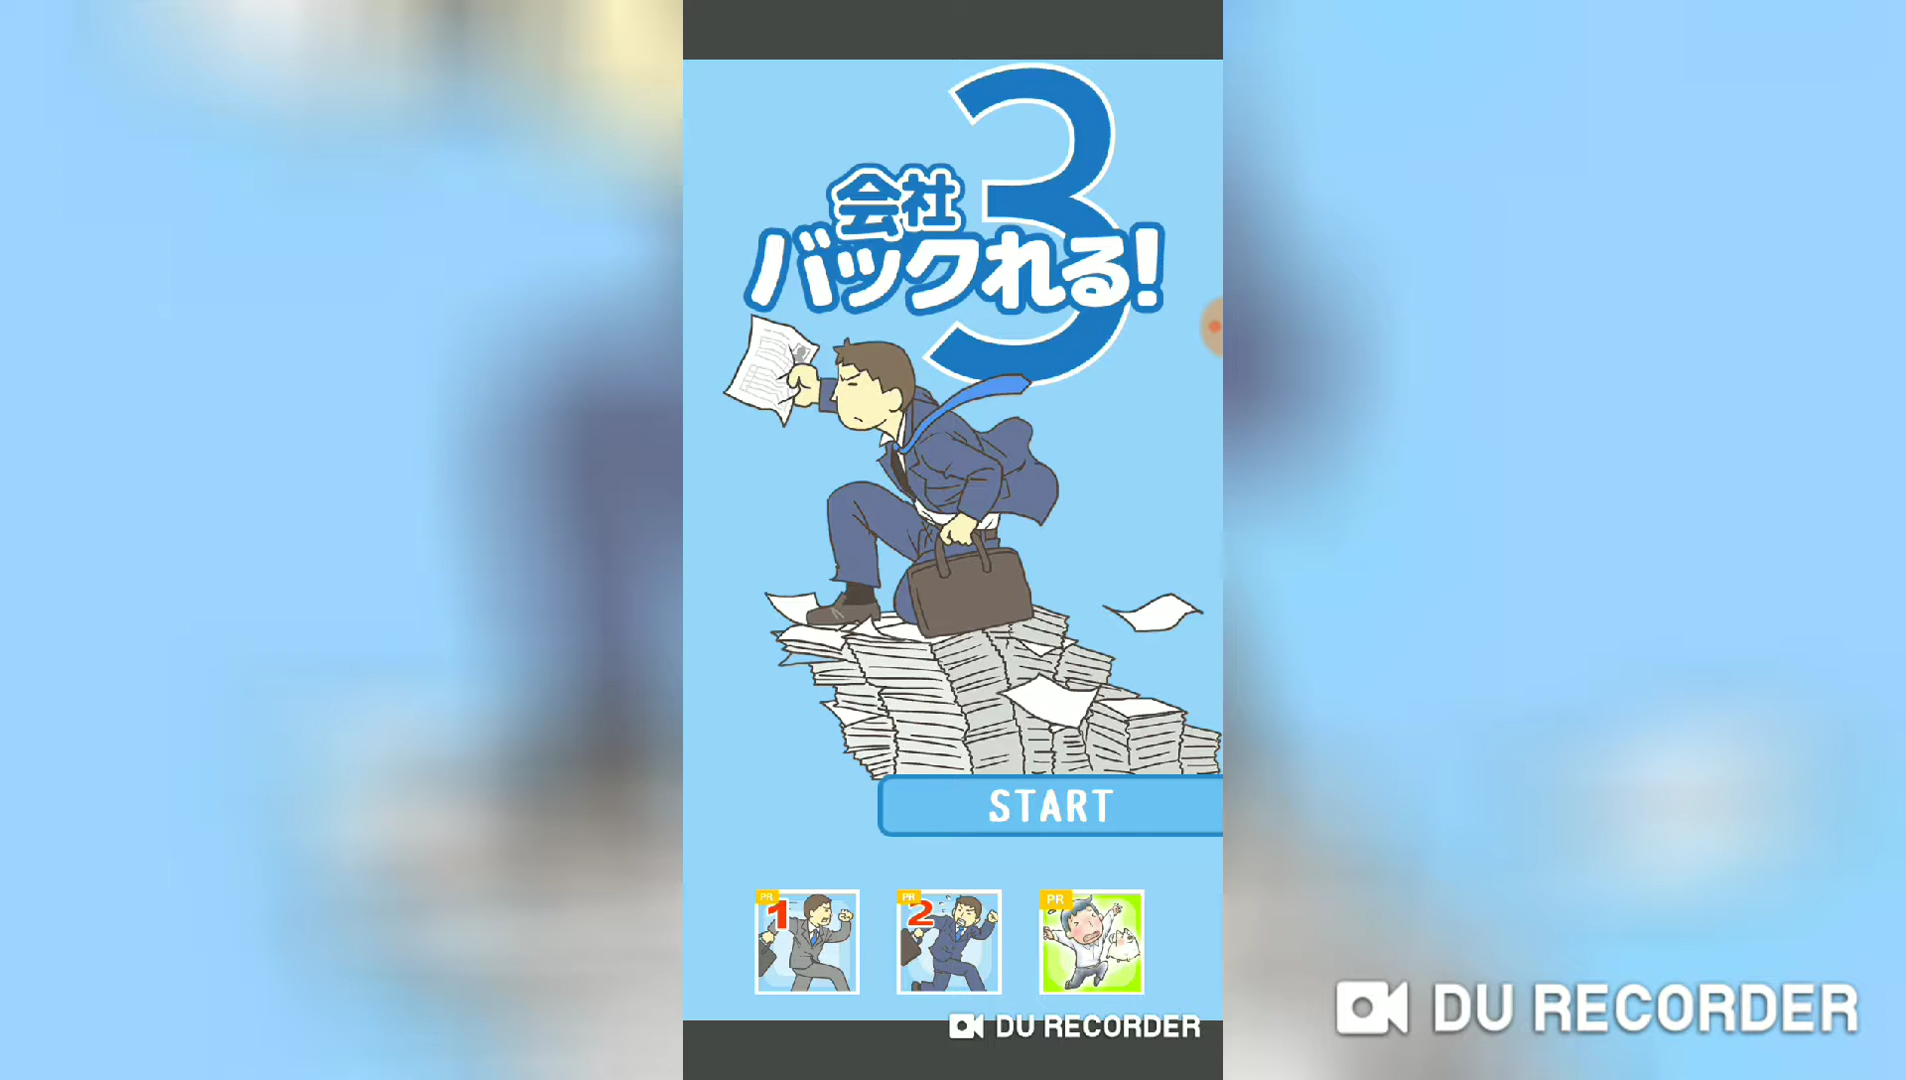 3
会社
バックれる!
START
PR
1
PR
2
PR
DU RECORDER
DU RECORDER